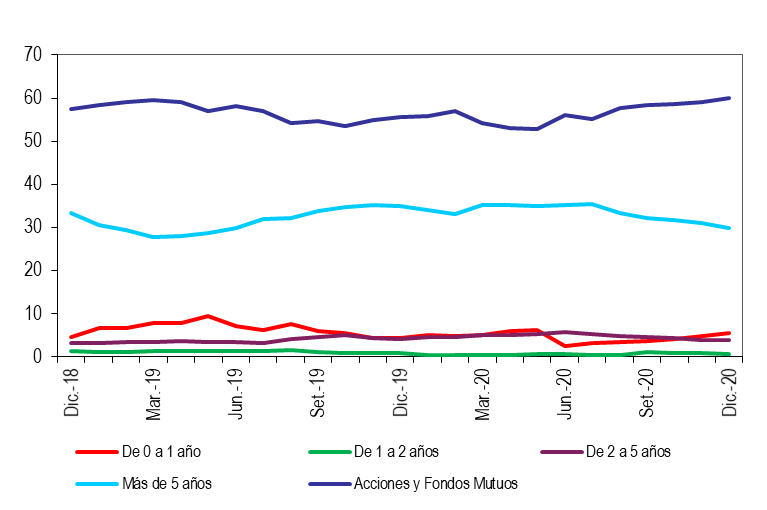 70
60
50
40
30
20
10
0
Dic.-18
Mar.-19
Jun.-19
Set.-19
Dic.-19
Mar.-20
Jun.-20
Set.-20
Dic.-20
De 0 a 1 año
De 1 a 2 años
De 2 a 5 años
Más de 5 años
Acciones y Fondos Mutuos